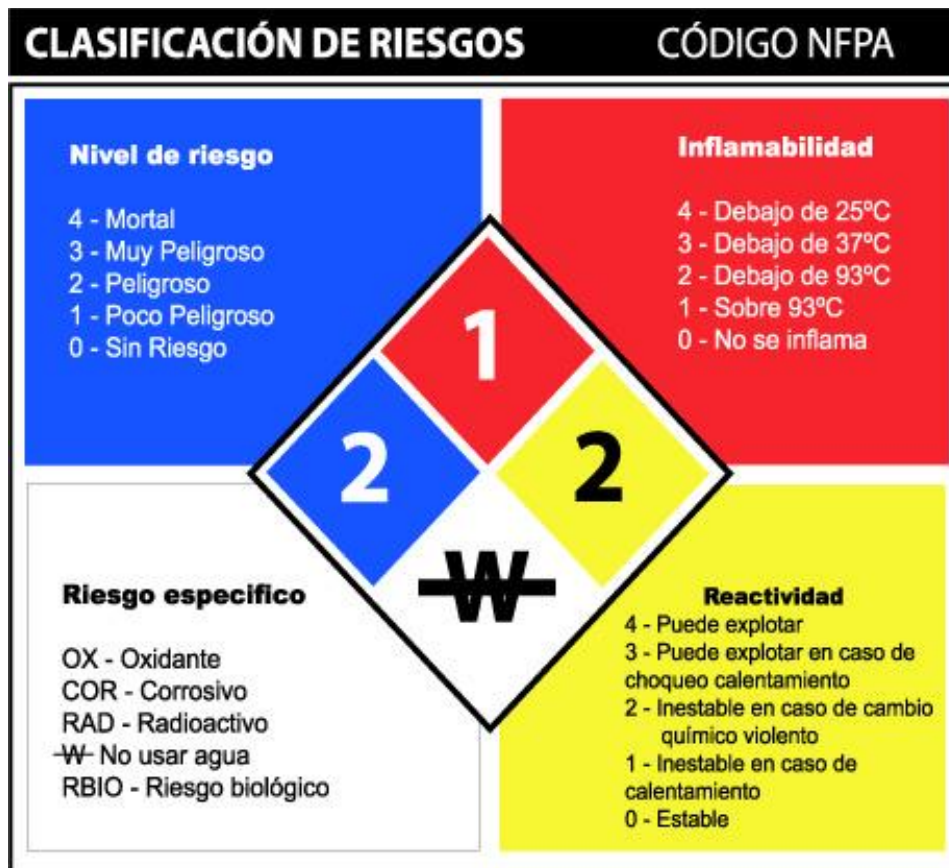 CLASIFICACIÓN DE RIESGOS CÓDIGO NFPA
Nivel de riesgo
4 - Mortal
3 - Muy Peligroso
2 - Peligroso
1 - Poco Peligroso
0 - Sin Riesgo
Inflamabilidad
4 - Debajo de 25ºC
3 - Debajo de 37ºC
2 - Debajo de 93ºC
1 - Sobre 93ºC
0 - No se inflama
1
2
2
W
Riesgo especifico
OX - Oxidante
COR - Corrosivo
RAD - Radioactivo
W No usar agua
RBIO - Riesgo biológico
Reactividad
4 - Puede explotar
3 - Puede explotar en caso de
choqueo calentamiento
2 - Inestable en caso de cambio
químico violento
1 - Inestable en caso de
calentamiento
0 - Estable